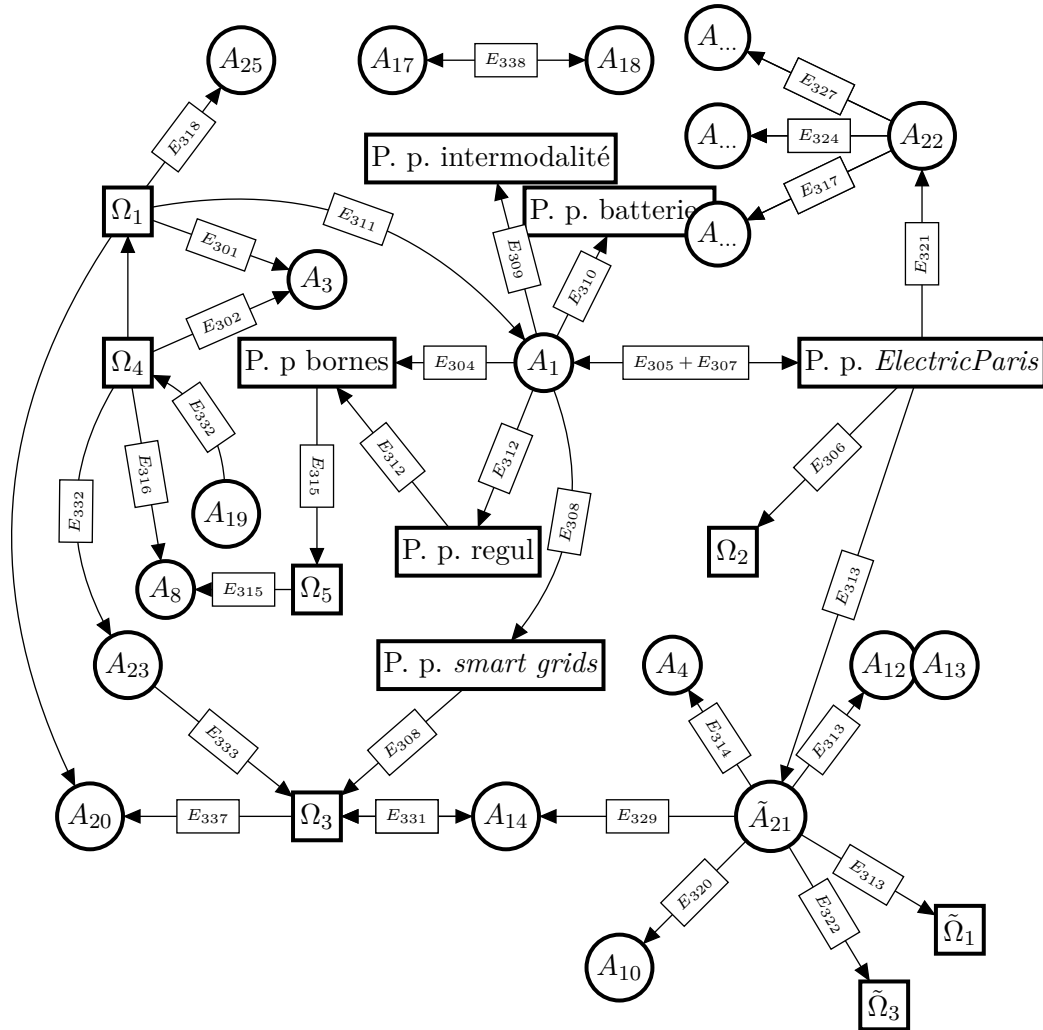 A...
A25
A17
E338
A18
E327
E318
P. p. intermodalité
A...
E324
A22
E317
Ω1
E311
P. p. batterie
A...
E301
E309
E310
E321
A3
E302
Ω4
P. p bornes
E304
A1
E305 + E307
P. p. ElectricParis
E332
E312
E312
E306
E316
E315
E332
E308
A19
P. p. regul
Ω2
A8
E315
Ω5
E313
A23
P. p. smart grids
A4
A12
A13
E333
E308
E314
E313
A20
E337
Ω3
E331
A14
E329
Ã21
E320
E322
E313
Ω̃1
A10
Ω̃3